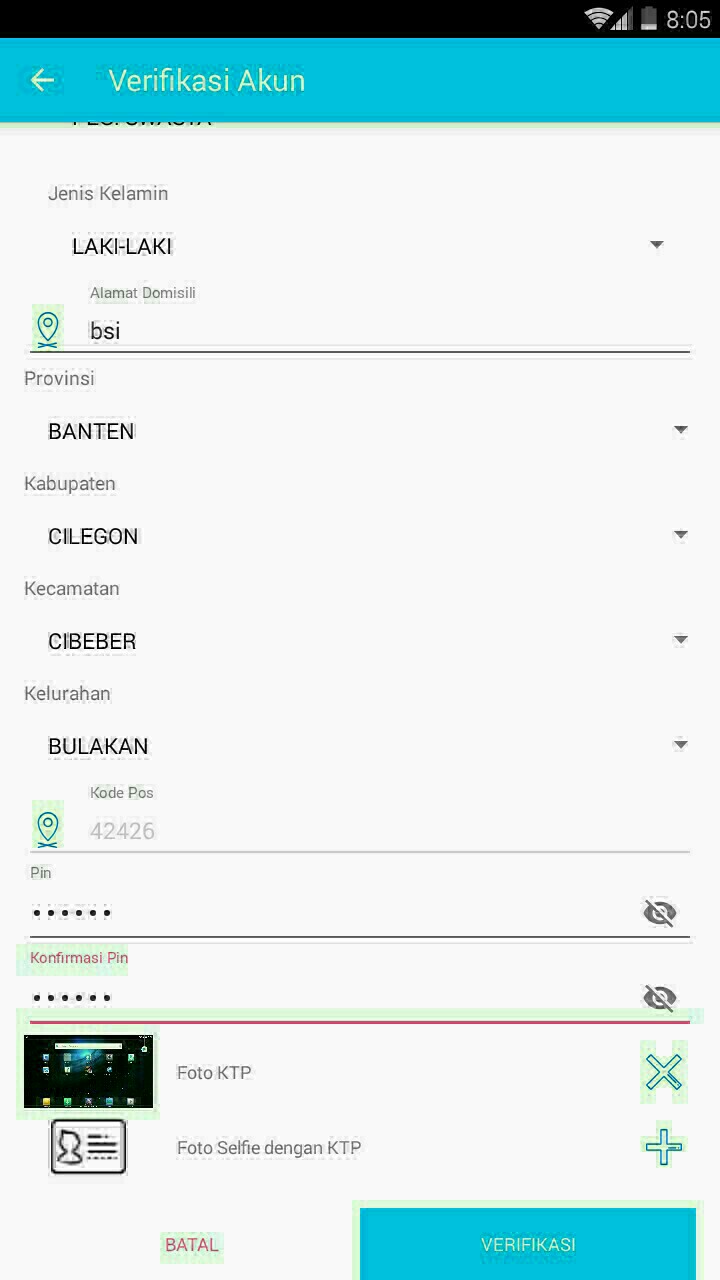 8:05
Verifikasi Akun
Jenis Kelamin
LAKI-LAKI
Alamat Domisili
bsi
Provinsi
BANTEN
Kabupaten
CILEGON
Kecamatan
CIBEBER
Kelurahan
BULAKAN
Kode Pos
42426
Pin
••••••
Konfirmasi Pin
••••••
Foto KTP
Foto Selfie dengan KTP
BATAL
VERIFIKASI